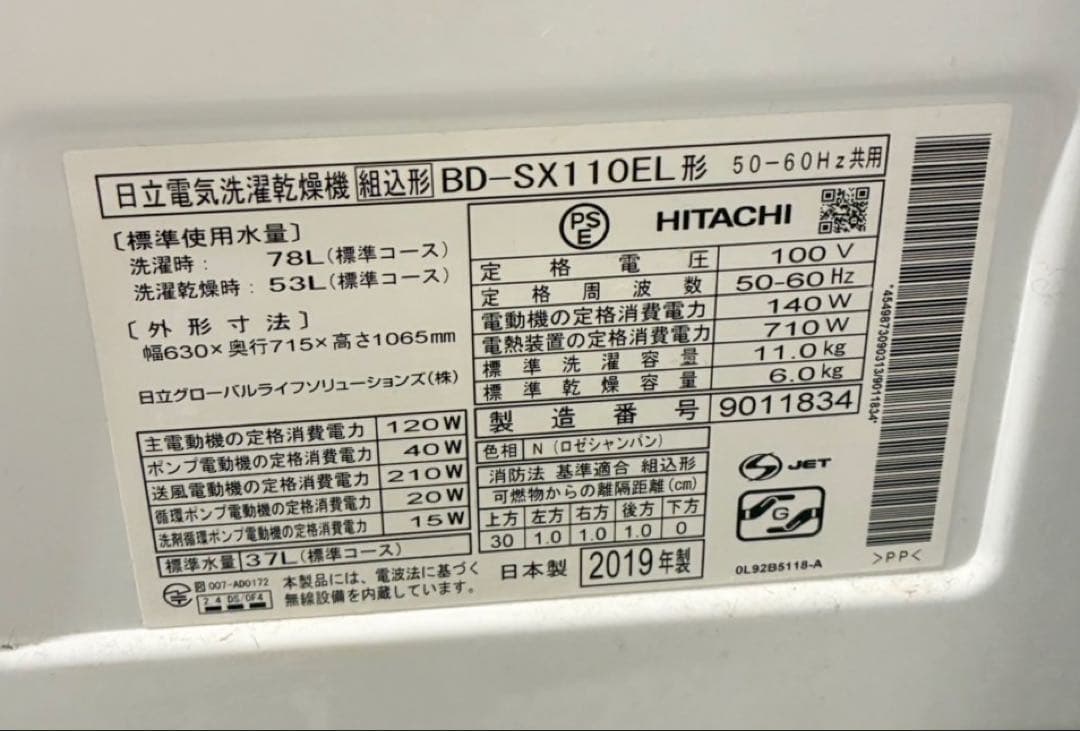 日立電気洗濯乾燥機 組込形 BD-SX110EL形 50-60Hz共用
〔標準使用水量〕
洗濯時： 78L(標準コース)
洗濯乾燥時：53L(標準コース)
〔外形寸法〕
幅630×奥行715×高さ1065mm
日立グローバルライフソリューションズ(株)
主電動機の定格消費電力 120W
ポンプ電動機の定格消費電力 40W
送風電動機の定格消費電力 210W
循環ポンプ電動機の定格消費電力 20W
洗剤循環ポンプ電動機の定格消費電力 15W
標準水量 37L(標準コース)
007-AD0172
2.4 DS/OF4
本製品には、電波法に基づく
無線設備を内蔵しています。
PS
E
HITACHI
定格電圧 100V
定格周波数 50-60Hz
電動機の定格消費電力 140W
電熱装置の定格消費電力 710W
標準洗濯容量 11.0kg
標準乾燥容量 6.0kg
製造番号 9011834
色相 N(ロゼシャンパン)
消防法 基準適合 組込形
可燃物からの離隔距離(cm)
上方 左方 右方 後方 下方
30 1.0 1.0 1.0 0
日本製 2019年製
S JET
G
0L92B5118-A
>PP<
*4549873090313/9011834*